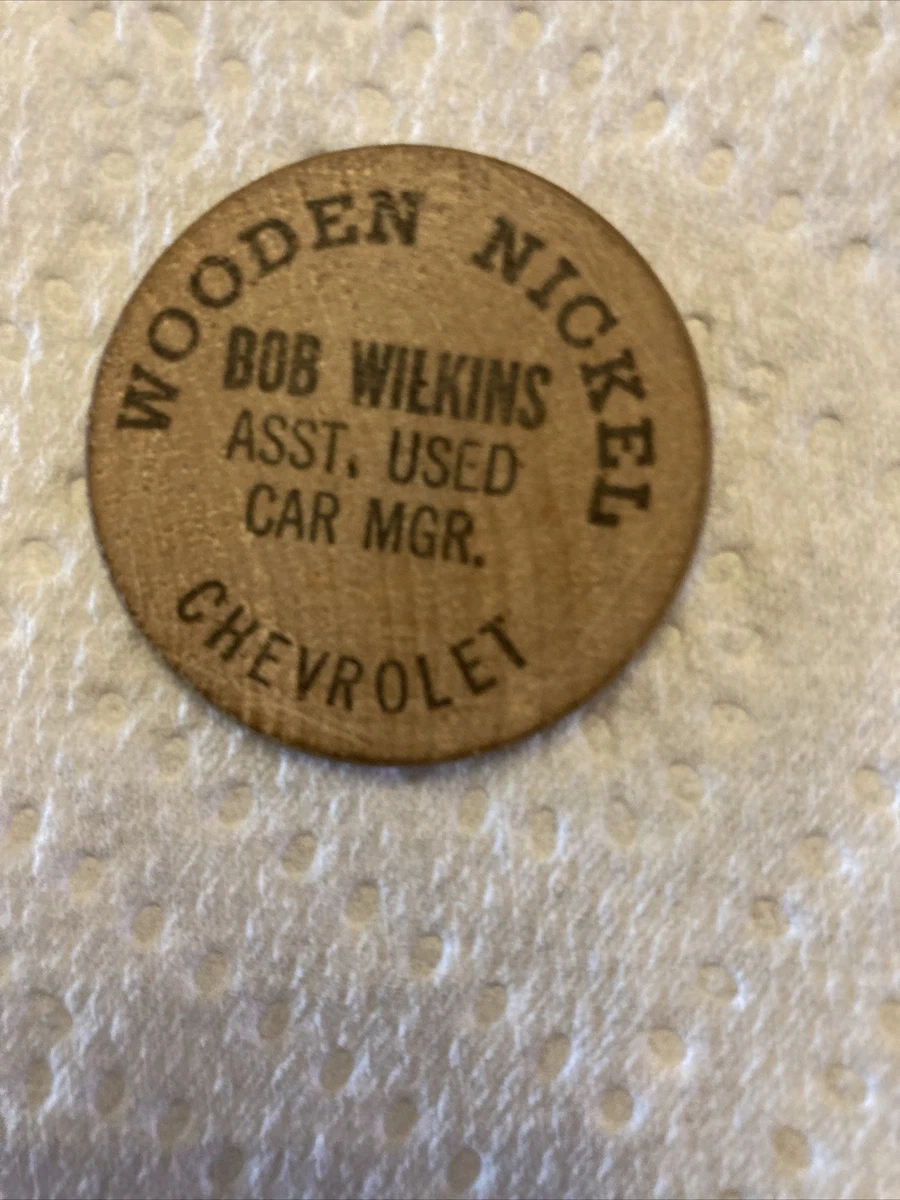 WOODEN NICKEL
BOB WILKINS
ASST. USED
CAR MGR.
CHEVROLET